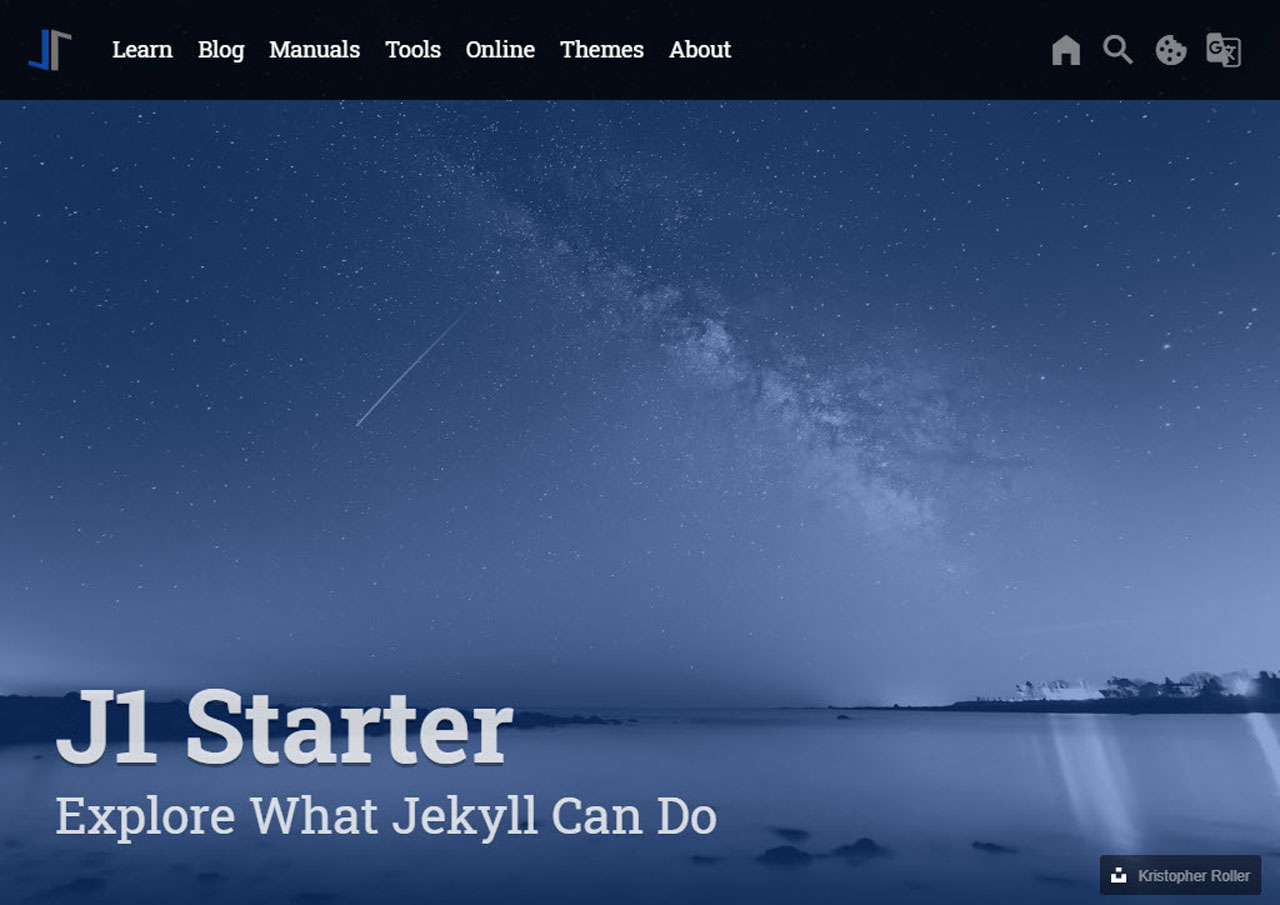 Learn Blog Manuals Tools Online Themes About
J1 Starter
Explore What Jekyll Can Do
Kristopher Roller